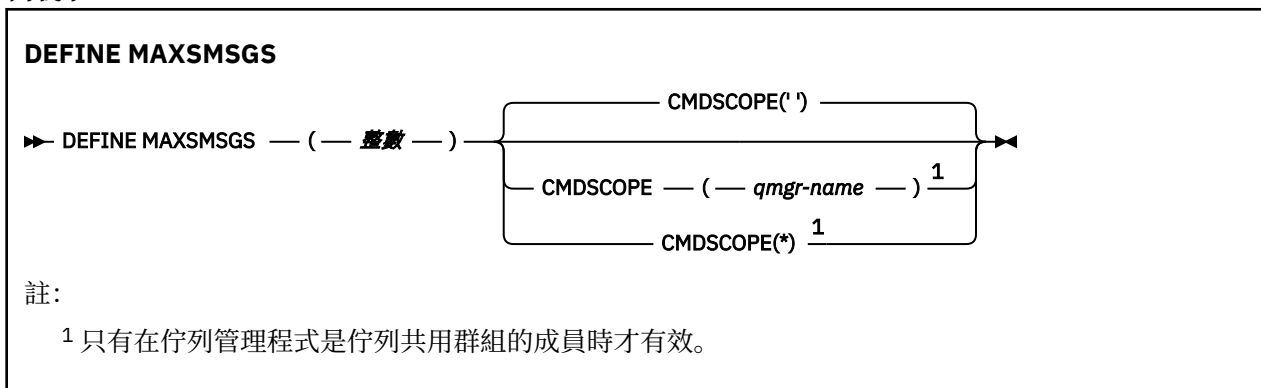 DEFINE MAXSMSGS
CMDSCOPE(' ')
DEFINE MAXSMSGS ( 整數 )
CMDSCOPE ( qmgr-name ) 1
CMDSCOPE(*) 1
註:
1 只有在佇列管理程式是佇列共用群組的成員時才有效。